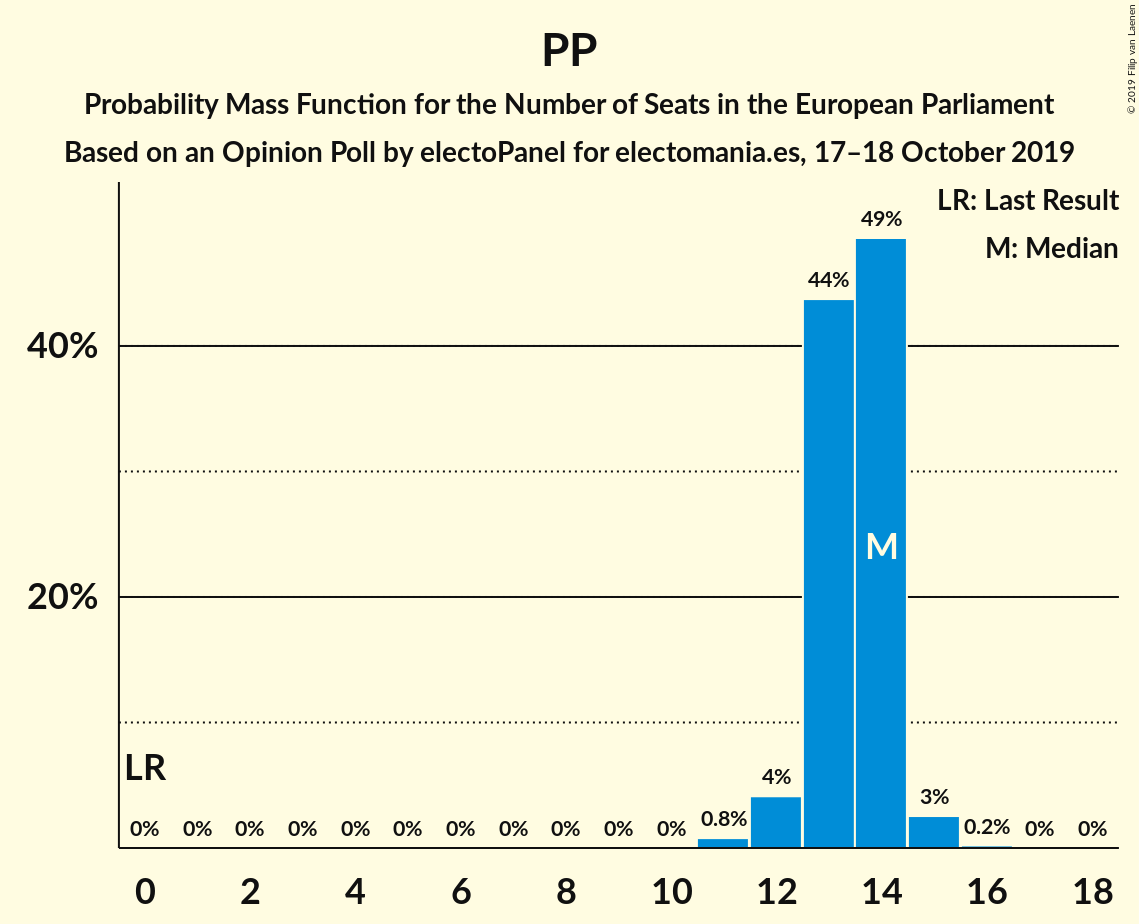 PP
Probability Mass Function for the Number of Seats in the European Parliament
Based on an Opinion Poll by electoPanel for electomania.es, 17–18 October 2019
© 2019 Filip van Laenen
LR: Last Result
M: Median
49%
44%
40%
M
20%
LR
4%
3%
0% 0% 0% 0% 0% 0% 0% 0% 0% 0% 0% 0.8% 0.2% 0% 0%
0 2 4 6 8 10 12 14 16 18